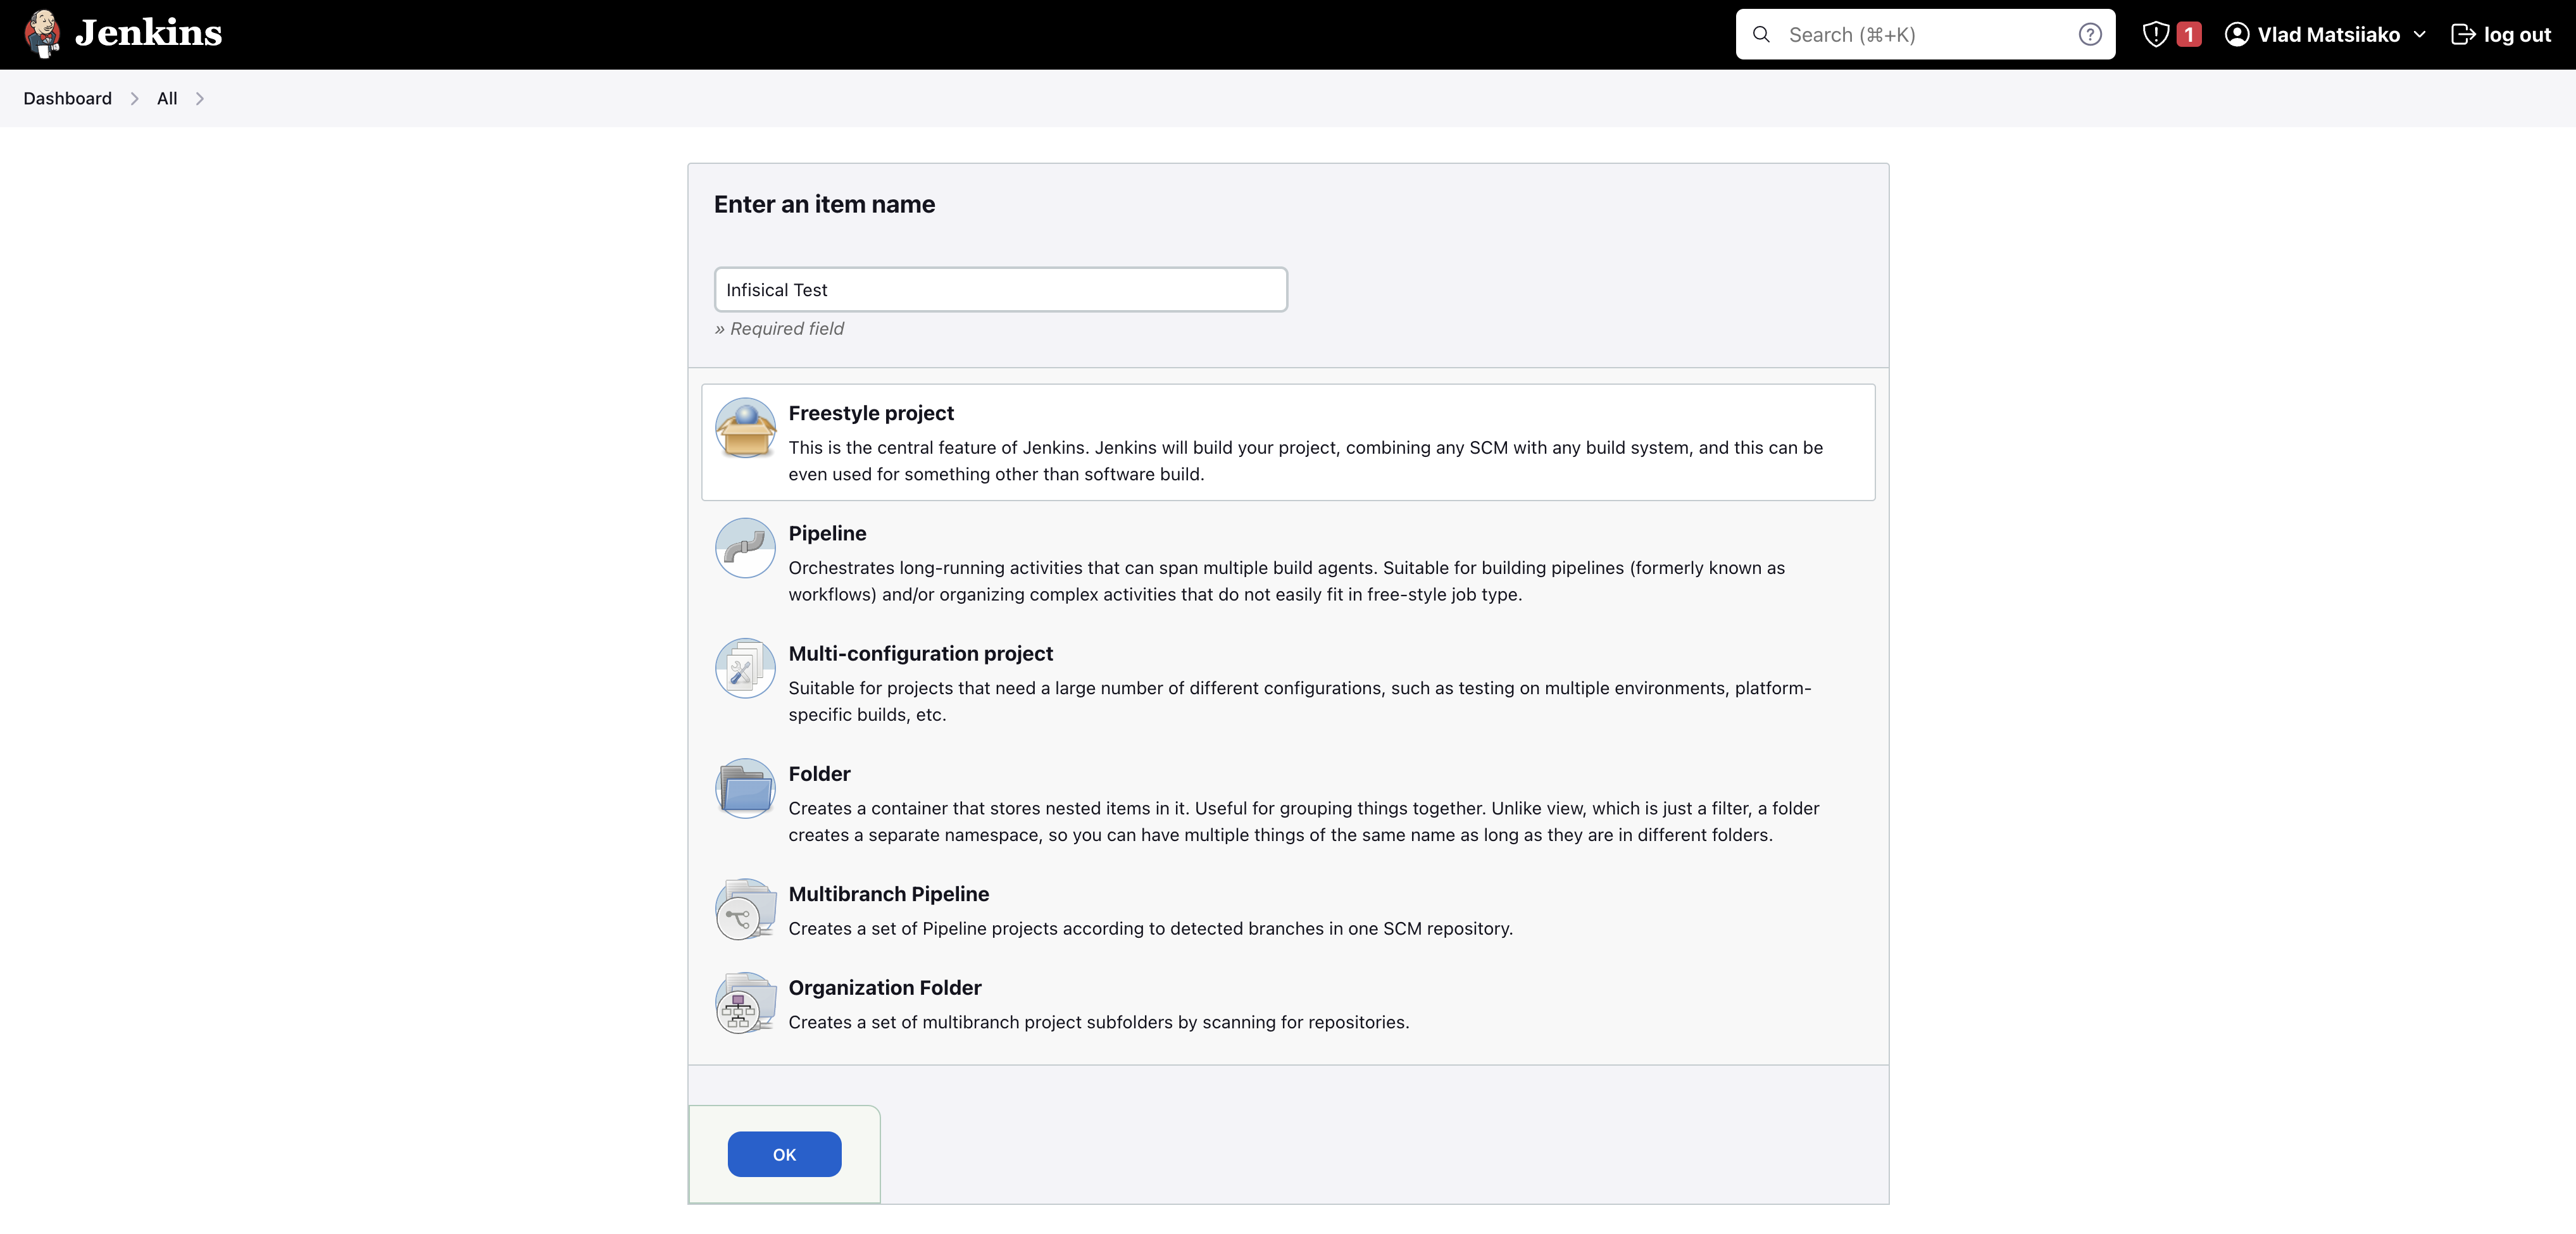 Jenkins
Search (⌘+K)
1
Vlad Matsiiako
log out
Dashboard
All
Enter an item name
Infisical Test
» Required field
Freestyle project
This is the central feature of Jenkins. Jenkins will build your project, combining any SCM with any build system, and this can be
even used for something other than software build.
Pipeline
Orchestrates long-running activities that can span multiple build agents. Suitable for building pipelines (formerly known as
workflows) and/or organizing complex activities that do not easily fit in free-style job type.
Multi-configuration project
Suitable for projects that need a large number of different configurations, such as testing on multiple environments, platform-
specific builds, etc.
Folder
Creates a container that stores nested items in it. Useful for grouping things together. Unlike view, which is just a filter, a folder
creates a separate namespace, so you can have multiple things of the same name as long as they are in different folders.
Multibranch Pipeline
Creates a set of Pipeline projects according to detected branches in one SCM repository.
Organization Folder
Creates a set of multibranch project subfolders by scanning for repositories.
OK